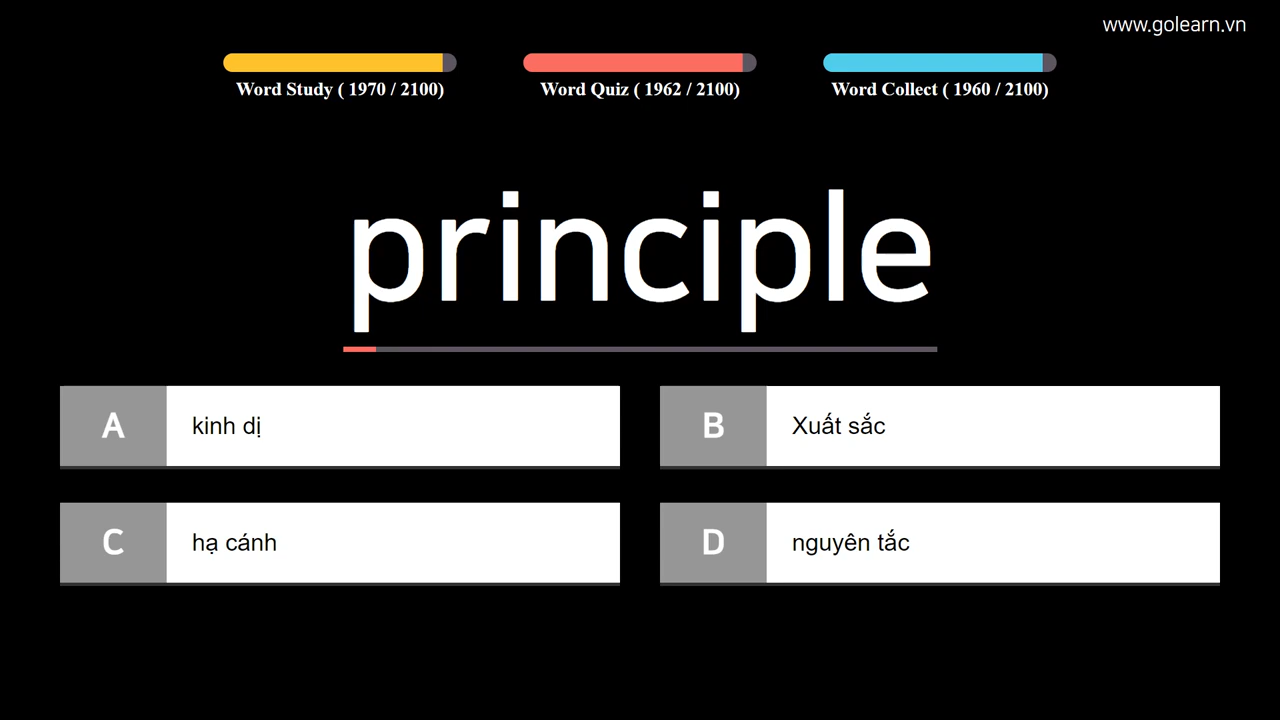 www.golearn.vn
Word Study ( 1970 / 2100)
Word Quiz ( 1962 / 2100)
Word Collect ( 1960 / 2100)
principle
A kinh dị
B Xuất sắc
C hạ cánh
D nguyên tắc